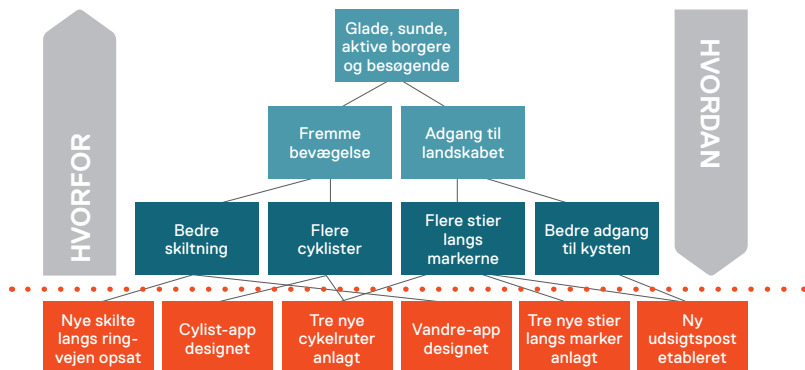 Glade, sunde,
aktive borgere
og besøgende
HVORFOR
HVORDAN
Fremme
bevægelse
Adgang til
landskabet
Bedre
skiltning
Flere
cyklister
Flere stier
langs
markerne
Bedre adgang
til kysten
Nye skilte
langs ring-
vejen opsat
Cylist-app
designet
Tre nye
cykelruter
anlagt
Vandre-app
designet
Tre nye stier
langs marker
anlagt
Ny
udsigtspost
etableret